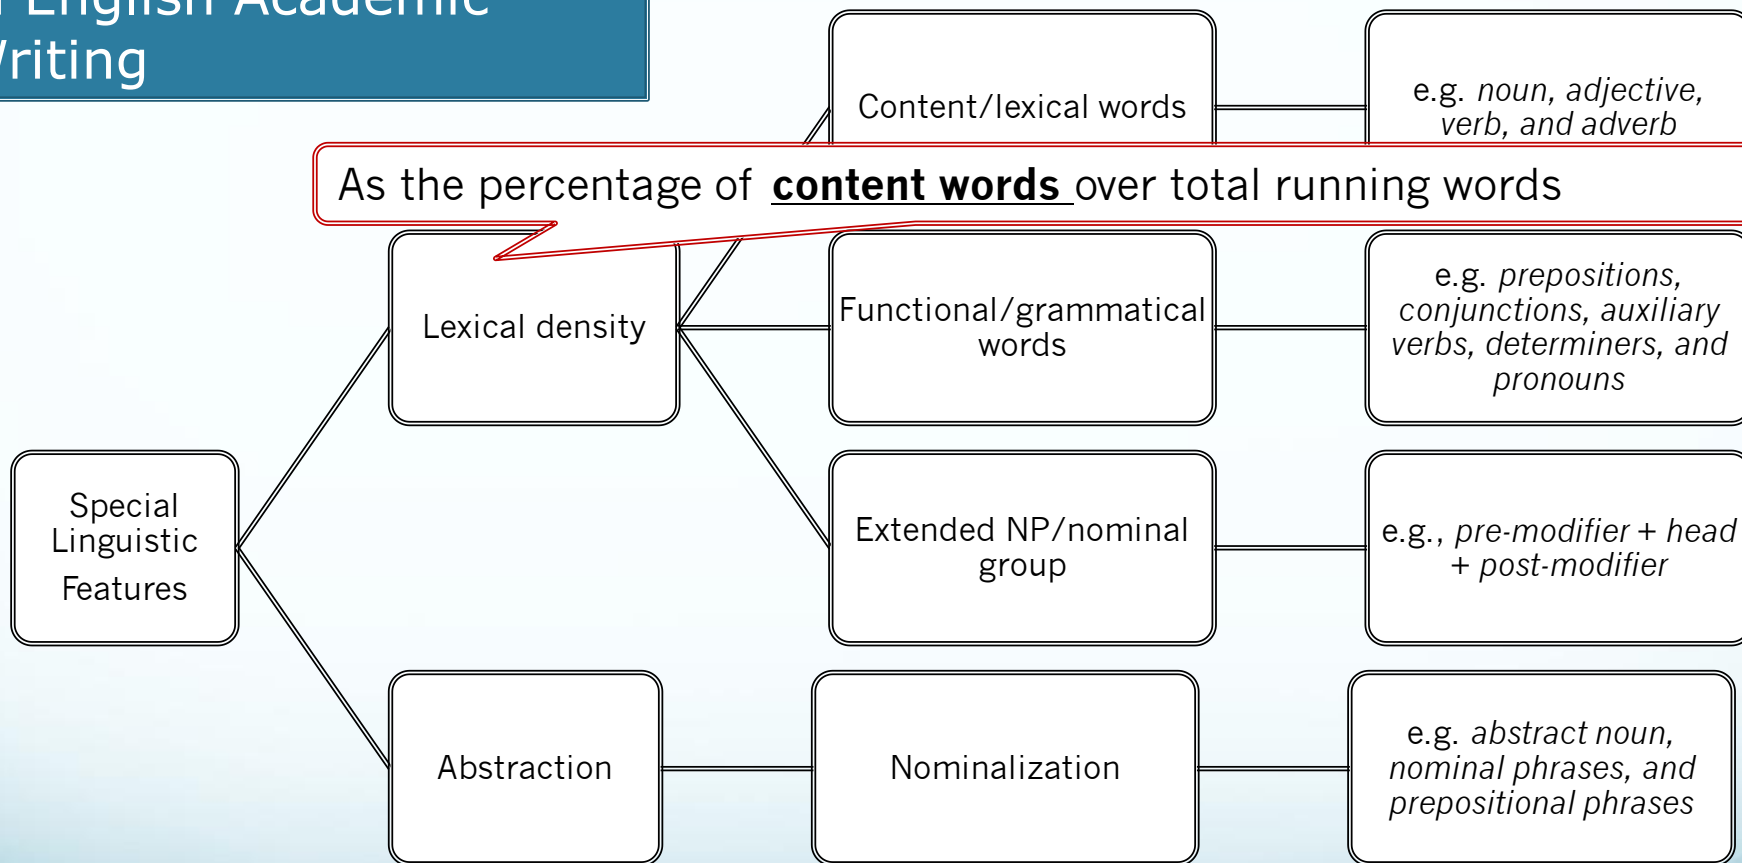 English Academic
Writing
Content/lexical words
e.g. noun, adjective,
verb, and adverb
As the percentage of content words over total running words
Lexical density
Functional/grammatical
words
e.g. prepositions,
conjunctions, auxiliary
verbs, determiners, and
pronouns
Special
Linguistic
Features
Extended NP/nominal
group
e.g., pre-modifier + head
+ post-modifier
Abstraction
Nominalization
e.g. abstract noun,
nominal phrases, and
prepositional phrases